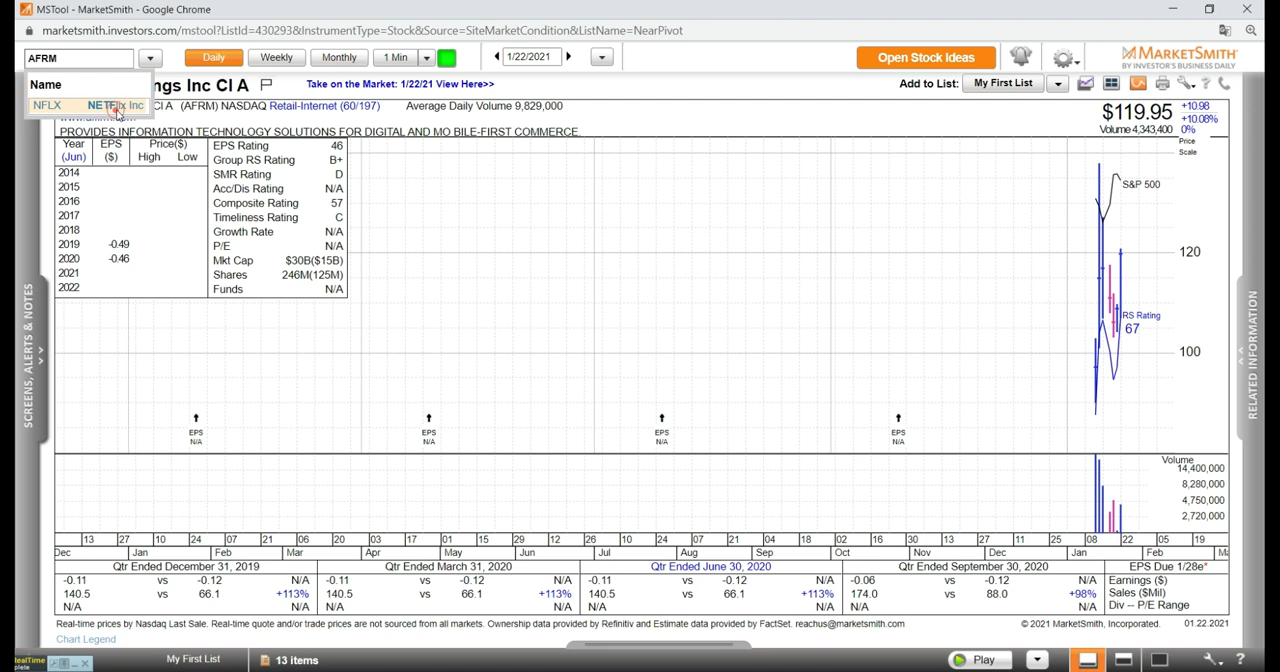 MSTool - MarketSmith - Google Chrome
marketsmith.investors.com/mstool?ListId=430293&InstrumentType=Stock&Source=SiteMarketCondition&ListName=NearPivot
AFRM Daily Weekly Monthly 1 Min 1/22/2021 Open Stock Ideas MARKETSMITH
BY INVESTOR'S BUSINESS DAILY
Name
ngs Inc Cl A Take on the Market: 1/22/21 View Here>> Add to List: My First List
NFLX NETFlix Inc
Cl A (AFRM) NASDAQ Retail-Internet (60/197) Average Daily Volume 9,829,000
$119.95 +10.98
+10.08%
Volume 4,343,400 0%
PROVIDES INFORMATION TECHNOLOGY SOLUTIONS FOR DIGITAL AND MO BILE-FIRST COMMERCE.
Price
Scale
Year EPS Price($)
(Jun) ($) High Low
2014
2015
2016
2017
2018
2019 -0.49
2020 -0.46
2021
2022
EPS Rating 46
Group RS Rating B+
SMR Rating D
Acc/Dis Rating N/A
Composite Rating 57
Timeliness Rating C
Growth Rate N/A
P/E N/A
Mkt Cap $30B($15B)
Shares 246M(125M)
Funds N/A
S&P 500
120
RS Rating
67
100
SCREENS, ALERTS & NOTES
RELATED INFORMATION
EPS EPS EPS EPS
N/A N/A N/A N/A
Volume
14,400,000
8,280,000
4,750,000
2,720,000
13 27 10 24 07 21 06 20 03 17 01 15 29 12 26 10 24 07 21 04 18 02 16 30 13 27 11 25 08 22 05 19
Dec Jan Feb Mar Apr May Jun Jul Aug Sep Oct Nov Dec Jan Feb
Qtr Ended December 31, 2019 Qtr Ended March 31, 2020 Qtr Ended June 30, 2020 Qtr Ended September 30, 2020 EPS Due 1/28e*
-0.11 vs -0.12 N/A -0.11 vs -0.12 N/A -0.11 vs -0.12 N/A -0.06 vs -0.12 N/A Earnings ($)
140.5 vs 66.1 +113% 140.5 vs 66.1 +113% 140.5 vs 66.1 +113% 174.0 vs 88.0 +98% Sales ($Mil)
N/A N/A N/A N/A N/A N/A N/A N/A Div -- P/E Range
Real-time prices by Nasdaq Last Sale. Real-time quote and/or trade prices are not sourced from all markets. Ownership data provided by Refinitiv and Estimate data provided by FactSet. reachus@marketsmith.com © 2021 MarketSmith, Incorporated. 01.22.2021
Chart Legend
My First List 13 items Play